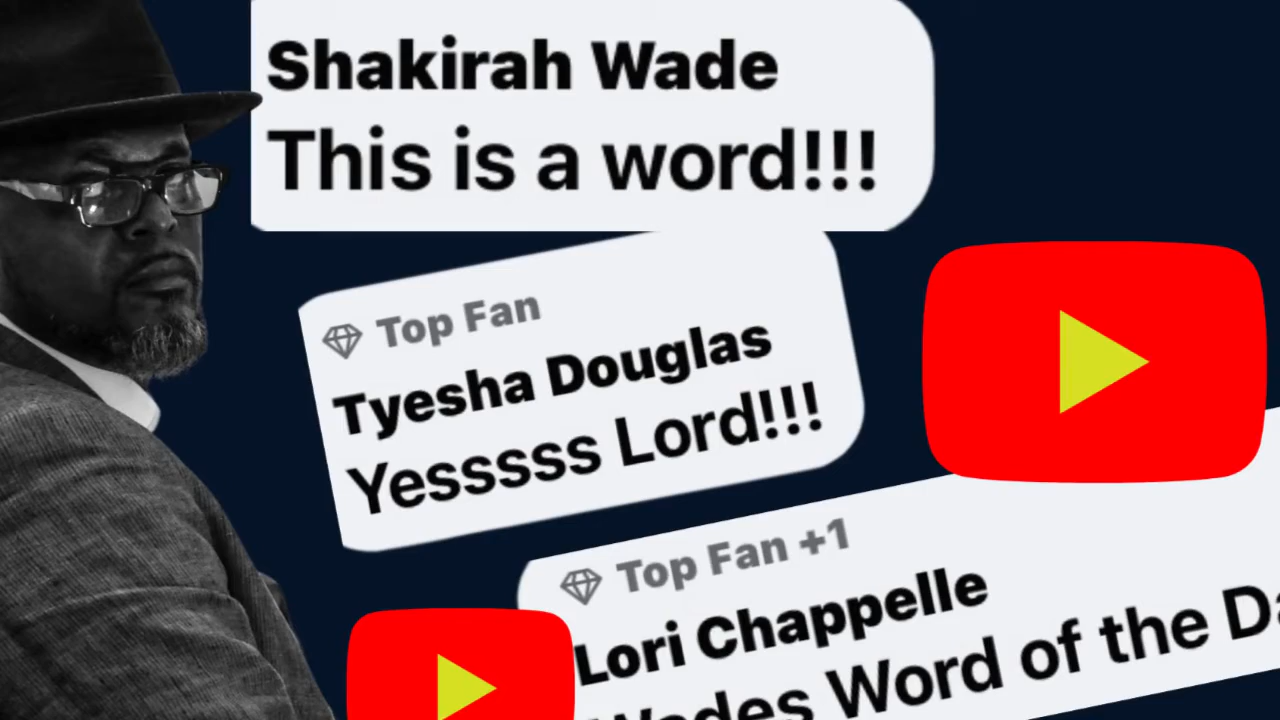 Shakirah Wade
This is a word!!!
Top Fan
Tyesha Douglas
Yesssss Lord!!!
Top Fan +1
Lori Chappelle
Word of the